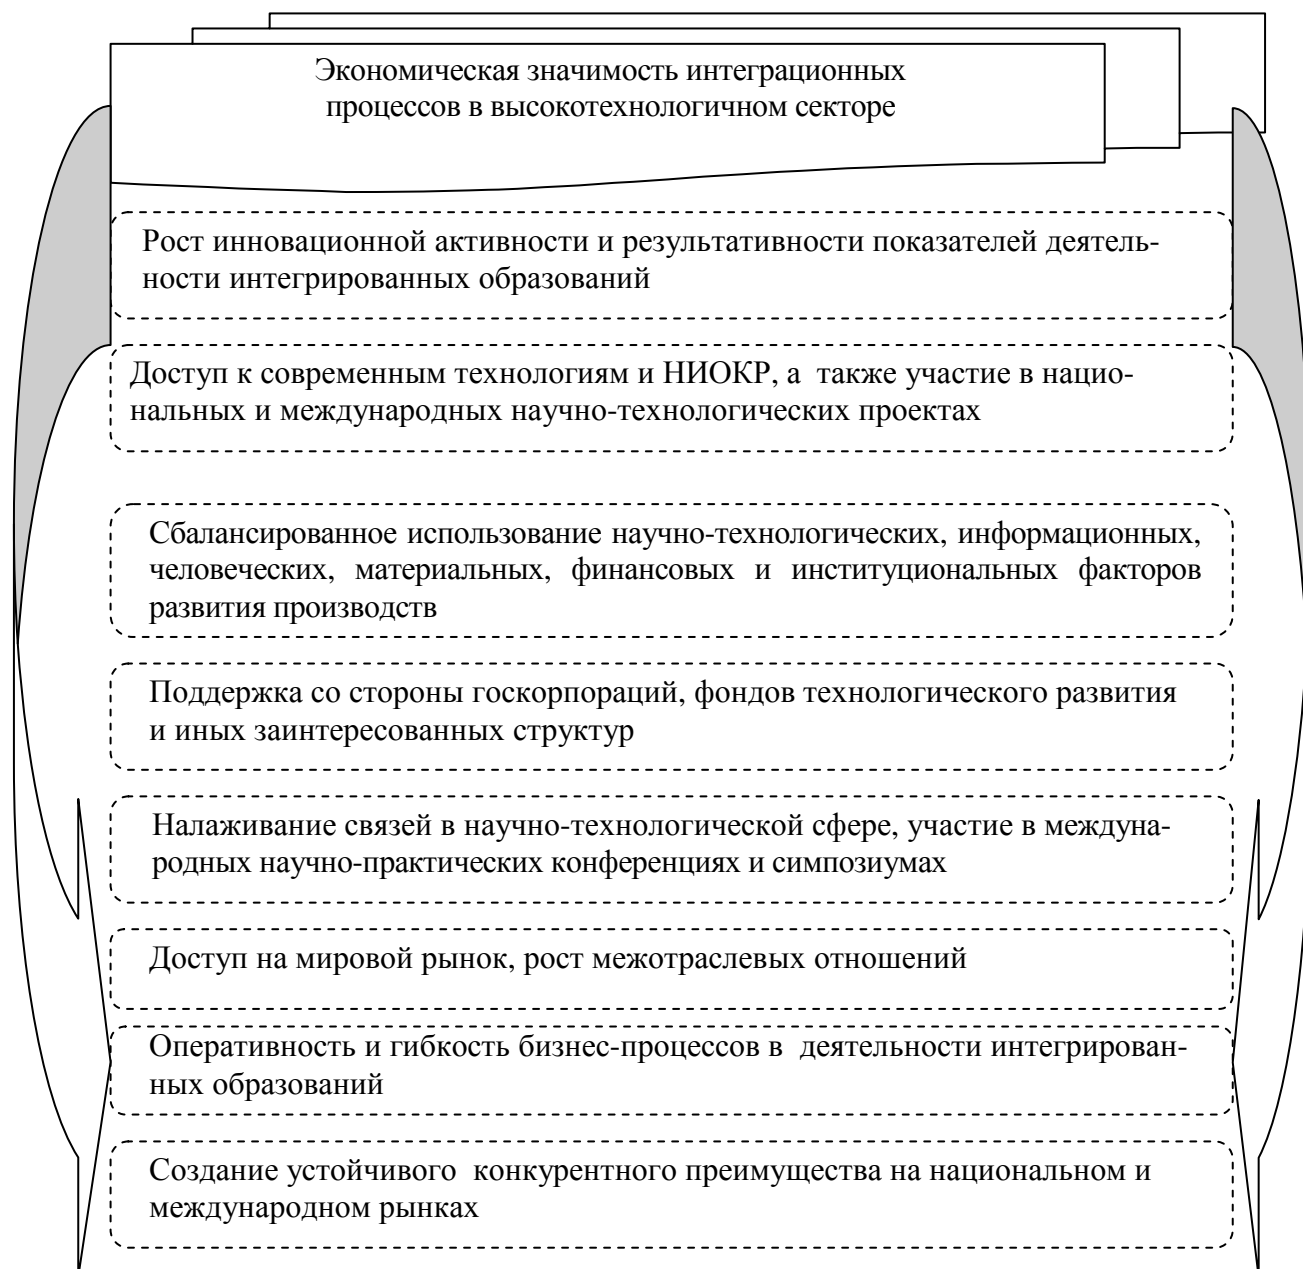 Экономическая значимость интеграционных
процессов в высокотехнологичном секторе
Рост инновационной активности и результативности показателей деятель-
ности интегрированных образований
Доступ к современным технологиям и НИОКР, а  также участие в нацио-
нальных и международных научно-технологических проектах
Сбалансированное использование научно-технологических, информационных,
человеческих, материальных, финансовых и институциональных факторов
развития производств
Поддержка со стороны госкорпораций, фондов технологического развития
и иных заинтересованных структур
Налаживание связей в научно-технологической сфере, участие в междуна-
родных научно-практических конференциях и симпозиумах
Доступ на мировой рынок, рост межотраслевых отношений
Оперативность и гибкость бизнес-процессов в  деятельности интегрирован-
ных образований
Создание устойчивого  конкурентного преимущества на национальном и
международном рынках